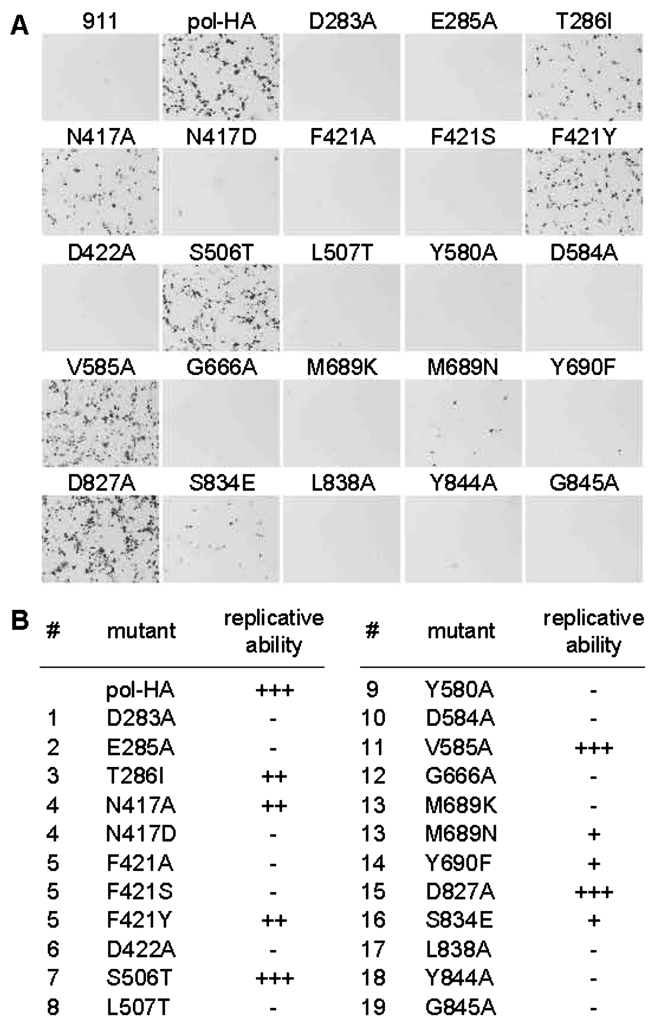 A
911 pol-HA D283A E285A T286I
N417A N417D F421A F421S F421Y
D422A S506T L507T Y580A D584A
V585A G666A M689K M689N Y690F
D827A S834E L838A Y844A G845A
B
# mutant replicative ability # mutant replicative ability
pol-HA +++ 9 Y580A -
1 D283A - 10 D584A -
2 E285A - 11 V585A +++
3 T286I ++ 12 G666A -
4 N417A ++ 13 M689K -
4 N417D - 13 M689N +
5 F421A - 14 Y690F +
5 F421S - 15 D827A +++
5 F421Y ++ 16 S834E +
6 D422A - 17 L838A -
7 S506T +++ 18 Y844A -
8 L507T - 19 G845A -